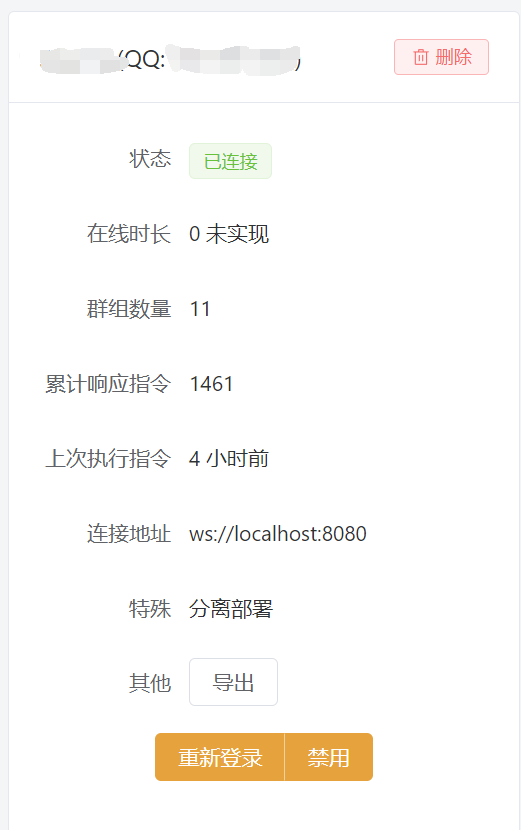 (QQ:)
删除
状态 已连接
在线时长 0 未实现
群组数量 11
累计响应指令 1461
上次执行指令 4 小时前
连接地址 ws://localhost:8080
特殊 分离部署
其他 导出
重新登录 禁用